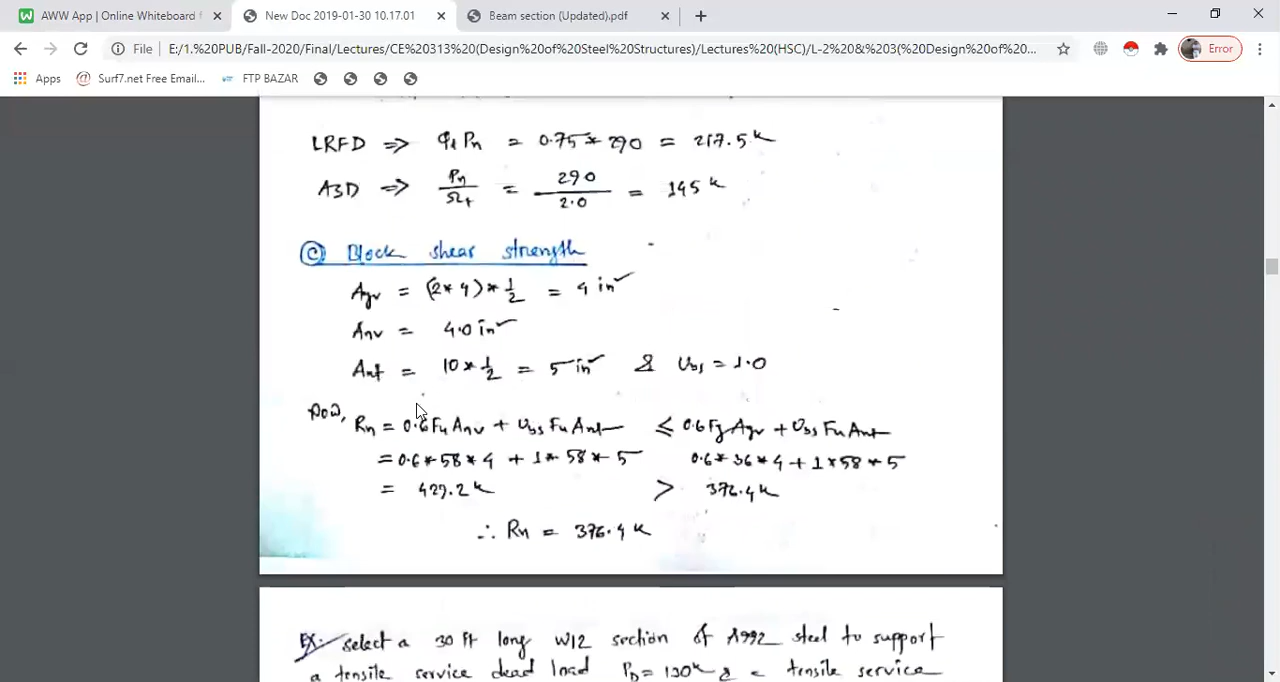 AWW App | Online Whiteboard f
New Doc 2019-01-30 10.17.01
Beam section (Updated).pdf
File | E:/1.%20PUB/Fall-2020/Final/Lectures/CE%20313%20(Design%20of%20Steel%20Structures)/Lectures%20(HSC)/L-2%20&%203(%20Design%20of%20...
Error
Apps Surf7.net Free Email... FTP BAZAR
LRFD => φt Pn = 0.75*290 = 217.5 k
ASD => Pn/Ωt = 290/2.0 = 145 k
(C) Block shear strength
Agv = (2*4)*1/2 = 4 in²
Anv = 4.0 in²
Ant = 10*1/2 = 5 in² & Ubs = 1.0
Now,
Rn = 0.6 Fu Anv + Ubs Fu Ant ≤ 0.6 Fy Agv + Ubs Fu Ant
= 0.6*58*4 + 1*58*5 0.6*36*4 + 1*58*5
= 429.2 k > 376.4 k
∴ Rn = 376.4 k
EX: select a 30 ft long W12 section of A992 steel to support
a tensile service dead load PD = 130k & a tensile service